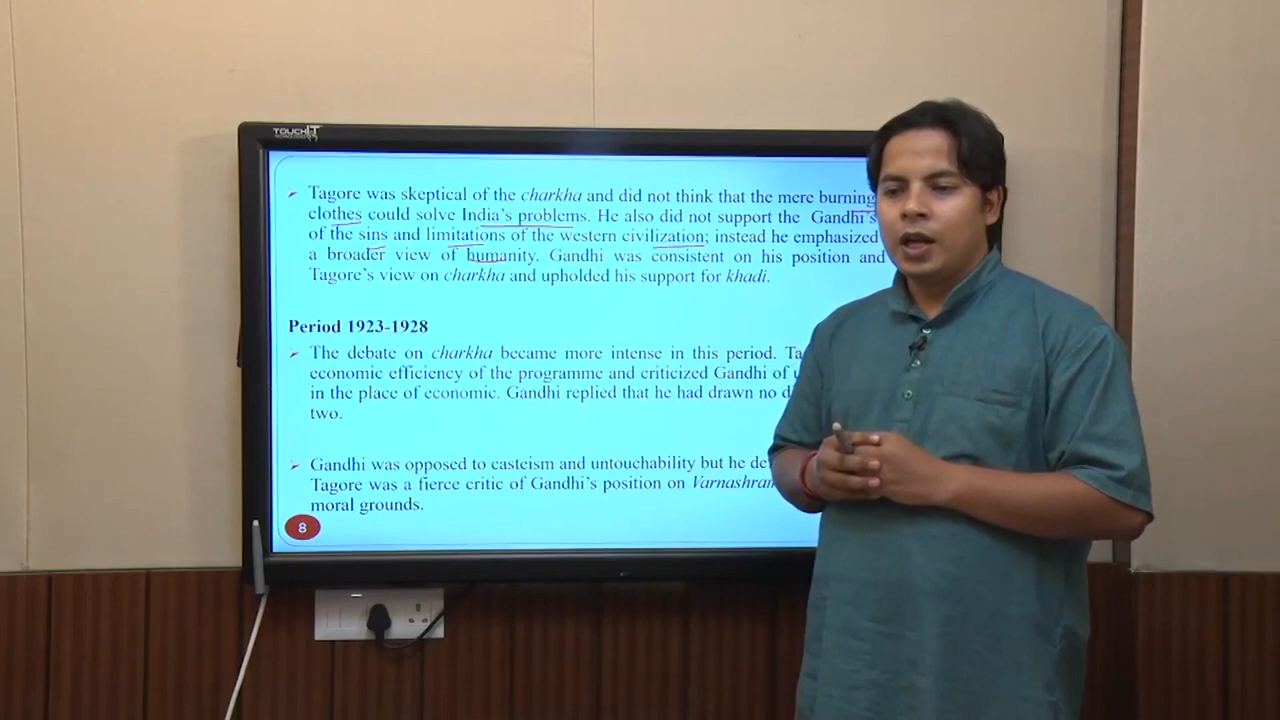 TOUCHIT
➢ Tagore was skeptical of the charkha and did not think that the mere burning
clothes could solve India's problems. He also did not support the Gandhi's
of the sins and limitations of the western civilization; instead he emphasized
a broader view of humanity. Gandhi was consistent on his position and
Tagore's view on charkha and upheld his support for khadi.
Period 1923-1928
➢ The debate on charkha became more intense in this period.
economic efficiency of the programme and criticized Gandhi of
in the place of economic. Gandhi replied that he had drawn no
two.
➢ Gandhi was opposed to casteism and untouchability but he
Tagore was a fierce critic of Gandhi's position on
moral grounds.
8